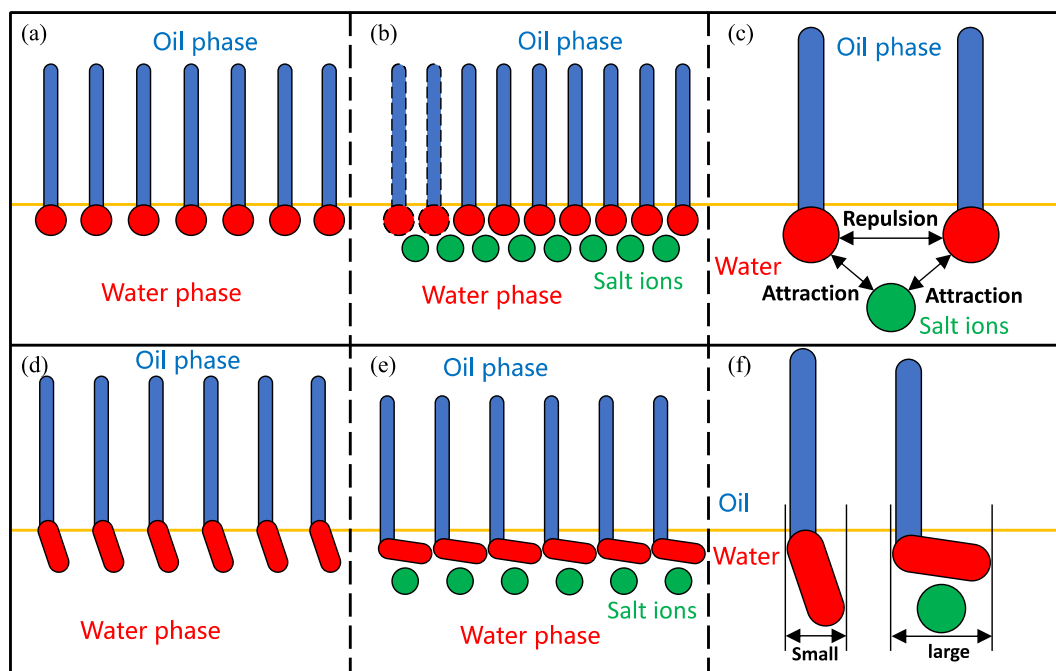 (a)
Oil phase
Water phase
(b)
Oil phase
Salt ions
Water phase
(c)
Oil phase
Repulsion
Water
Attraction
Attraction
Salt ions
(d)
Oil phase
Water phase
(e)
Oil phase
Salt ions
Water phase
(f)
Oil
Water
Small
large